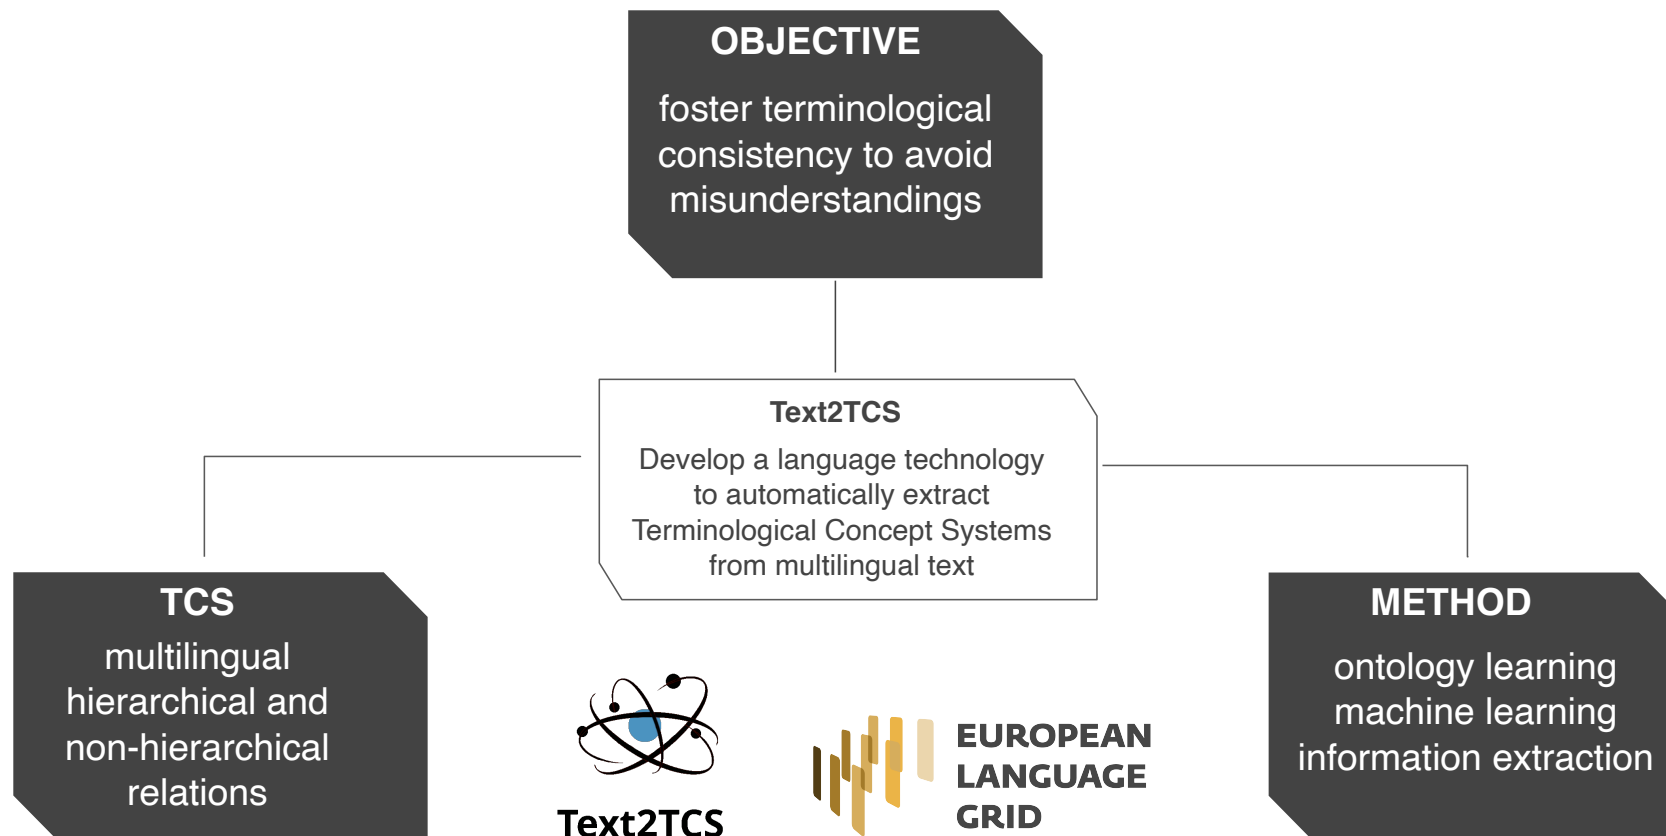 OBJECTIVE
foster terminological
consistency to avoid
misunderstandings
Text2TCS
Develop a language technology
to automatically extract
Terminological Concept Systems
from multilingual text
TCS
multilingual
hierarchical and
non-hierarchical
relations
METHOD
ontology learning
machine learning
information extraction
Text2TCS
EUROPEAN
LANGUAGE
GRID